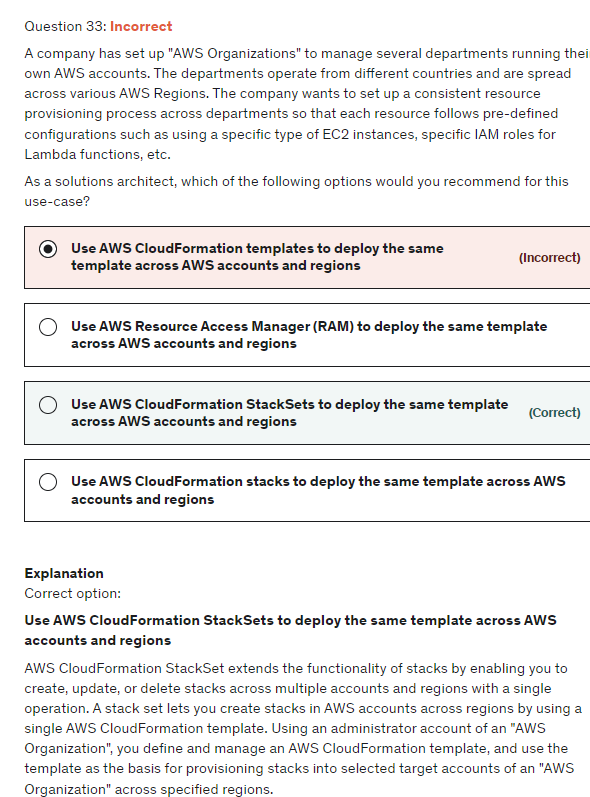 Question 33: Incorrect
A company has set up "AWS Organizations" to manage several departments running thei
own AWS accounts. The departments operate from different countries and are spread
across various AWS Regions. The company wants to set up a consistent resource
provisioning process across departments so that each resource follows pre-defined
configurations such as using a specific type of EC2 instances, specific IAM roles for
Lambda functions, etc.
As a solutions architect, which of the following options would you recommend for this
use-case?
Use AWS CloudFormation templates to deploy the same
template across AWS accounts and regions
(Incorrect)
Use AWS Resource Access Manager (RAM) to deploy the same template
across AWS accounts and regions
Use AWS CloudFormation StackSets to deploy the same template
across AWS accounts and regions
(Correct)
Use AWS CloudFormation stacks to deploy the same template across AWS
accounts and regions
Explanation
Correct option:
Use AWS CloudFormation StackSets to deploy the same template across AWS
accounts and regions
AWS CloudFormation StackSet extends the functionality of stacks by enabling you to
create, update, or delete stacks across multiple accounts and regions with a single
operation. A stack set lets you create stacks in AWS accounts across regions by using a
single AWS CloudFormation template. Using an administrator account of an "AWS
Organization", you define and manage an AWS CloudFormation template, and use the
template as the basis for provisioning stacks into selected target accounts of an "AWS
Organization" across specified regions.